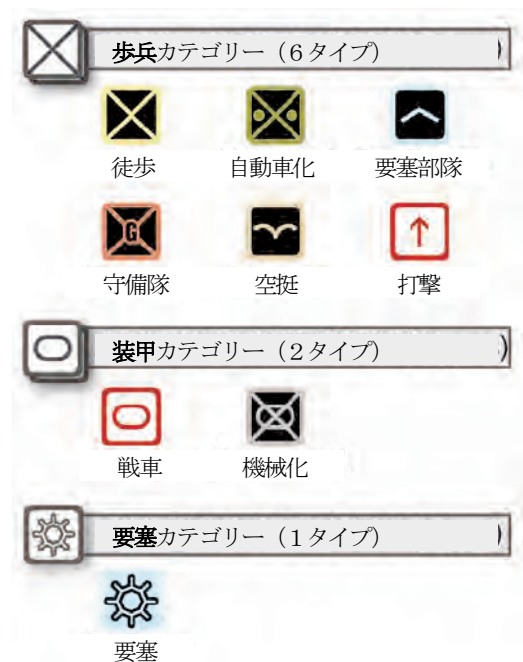 歩兵カテゴリー（６タイプ）
徒歩 自動車化 要塞部隊
G
守備隊 空挺 打撃
装甲カテゴリー（２タイプ）
戦車 機械化
要塞カテゴリー（１タイプ）
要塞